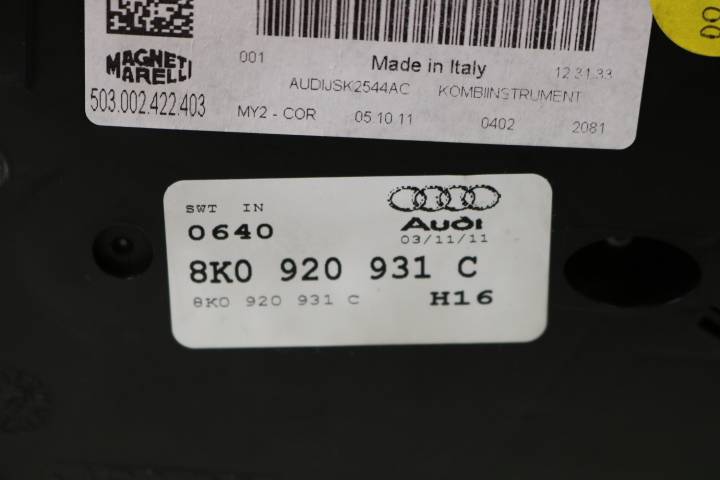 MAGNETI
MARELLI
503.002.422.403
001 Made in Italy 12:31:33
AUDIJSK2544AC KOMBIINSTRUMENT
MY2 - COR 05.10.11 0402 2081
SWT IN
0640
Audi
03/11/11
8K0 920 931 C
8K0 920 931 C H16